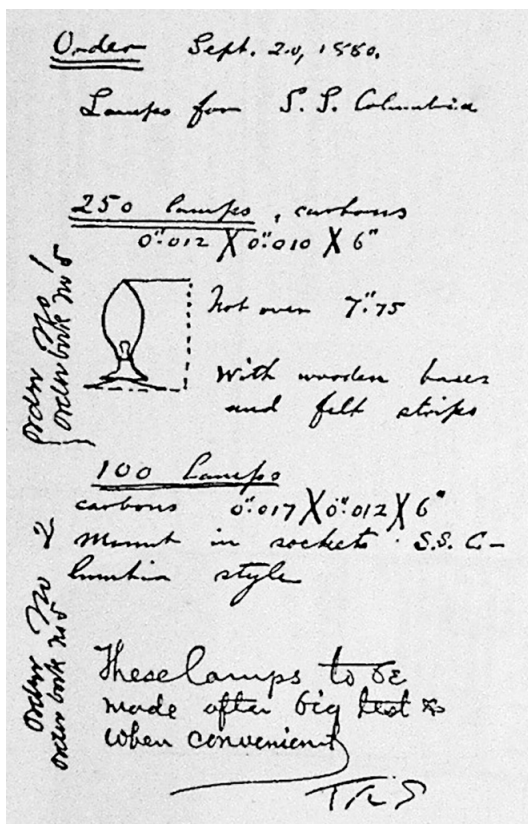 Order Sept. 20, 1880.
Lamps for S. S. Columbia
250 lamps, carbons
0".012 X 0".010 X 6"
Not over 7".75
With wooden bases
and felt strips
Order No 1
Order book no 5
100 lamps
carbons 0".017 X 0".012 X 6"
Mount in sockets S.S. Co-
lumbia style
Order No 2
Order book no 5
These lamps to be
made after big test &
when convenient